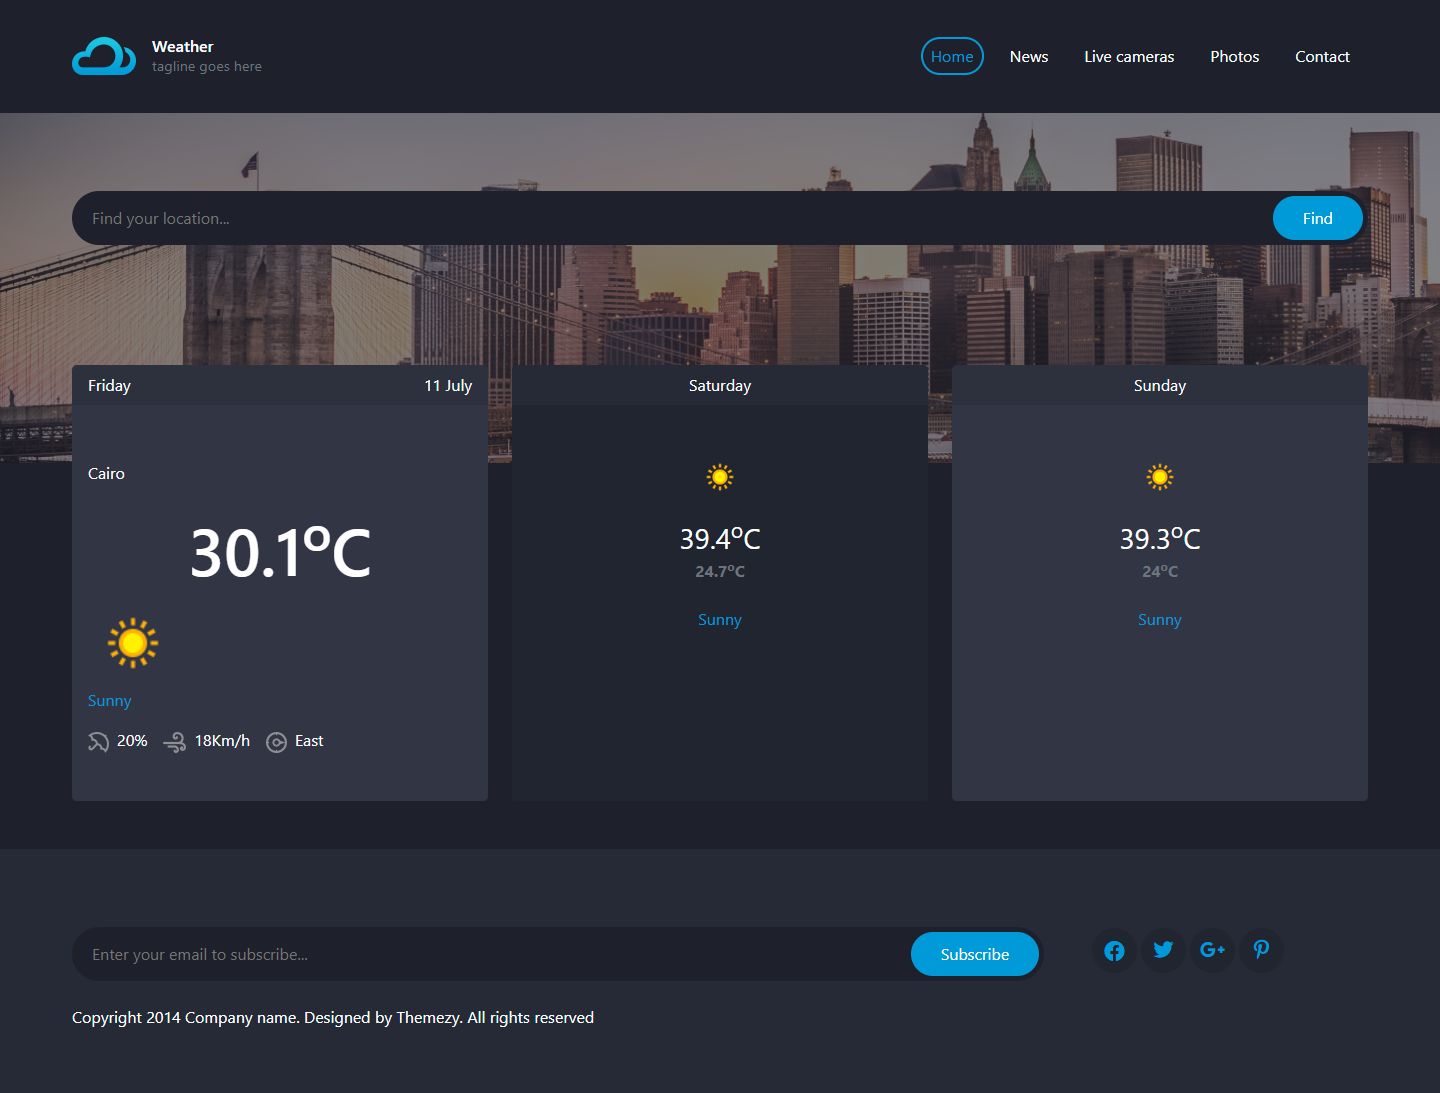 Weather
tagline goes here
Home News Live cameras Photos Contact
Find your location...
Find
Friday 11 July
Cairo
30.1°C
Sunny
20% 18Km/h East
Saturday
39.4°C
24.7°C
Sunny
Sunday
39.3°C
24°C
Sunny
Enter your email to subscribe...
Subscribe
G+
Copyright 2014 Company name. Designed by Themezy. All rights reserved